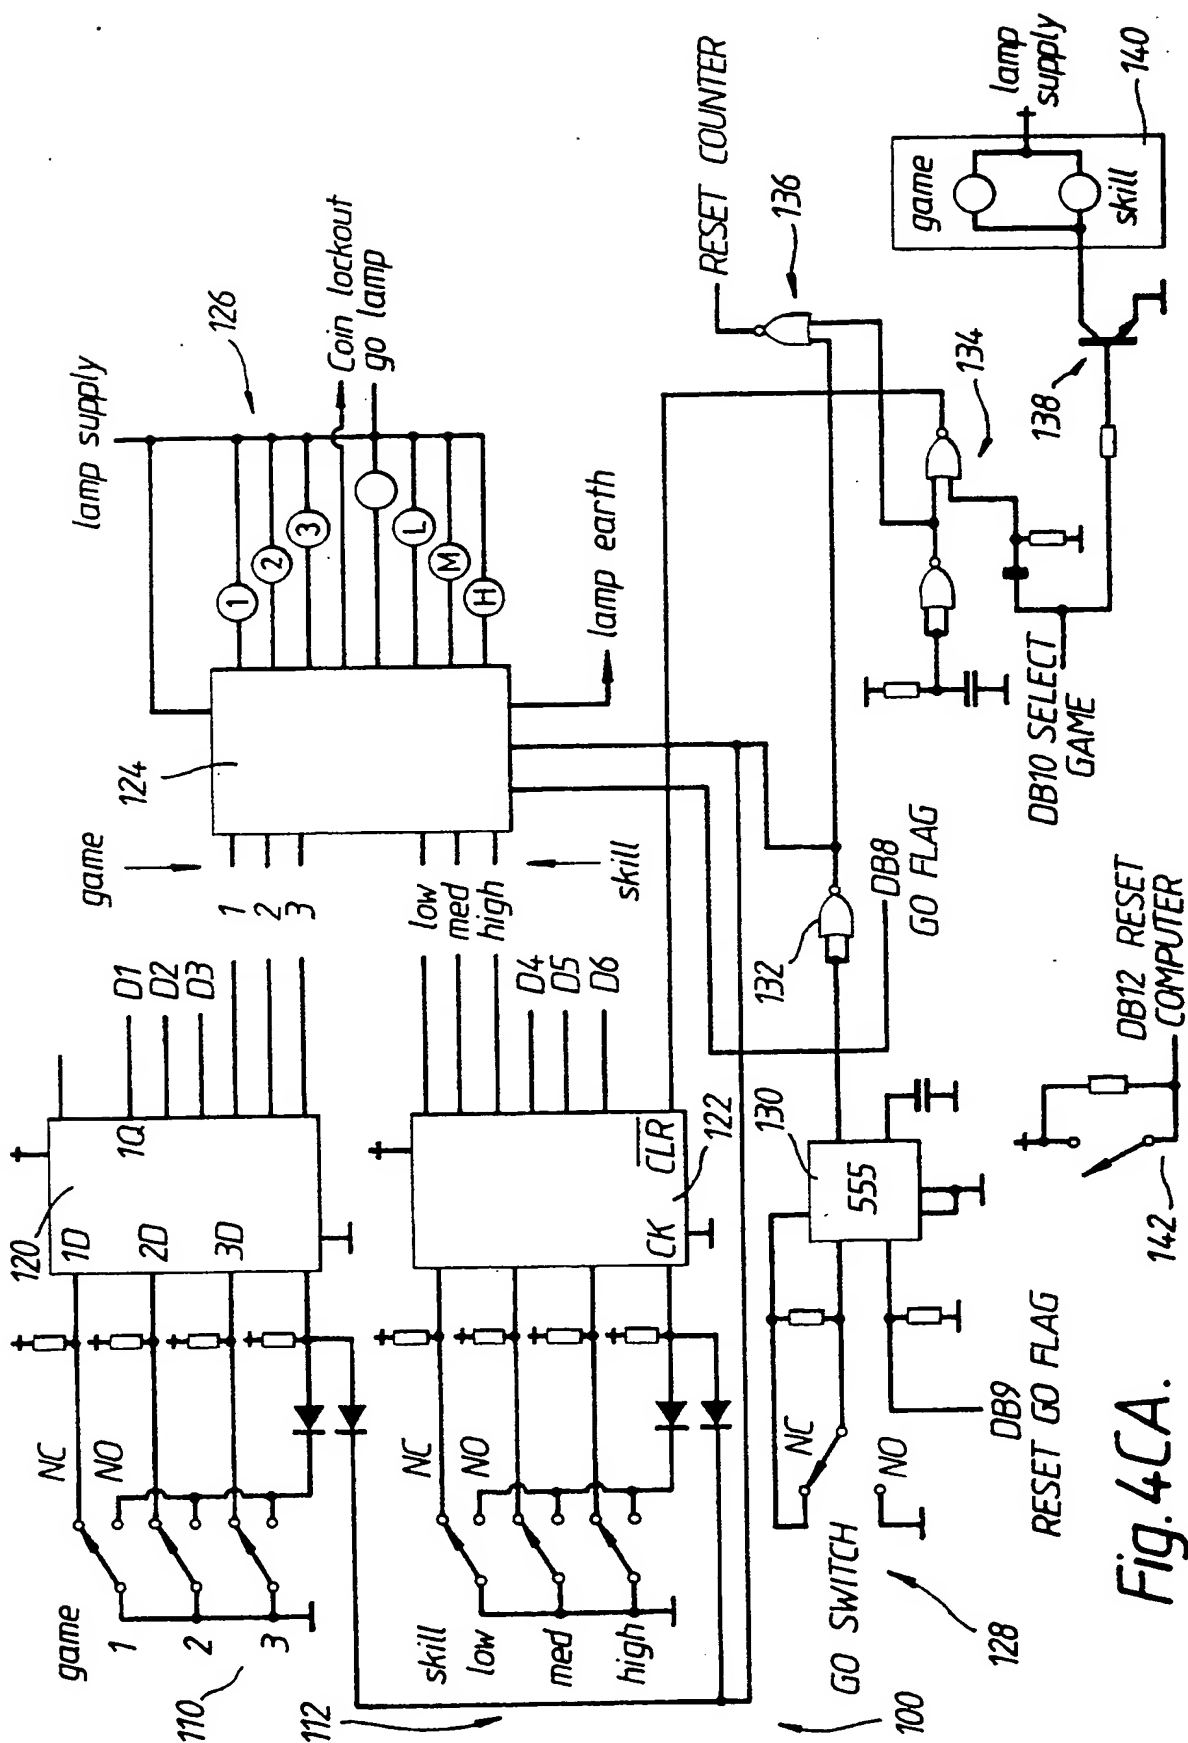 game
1
2
3
110
NC
NO
120
1D
2D
3D
1Q
D1
D2
D3
game
1
2
3
124
lamp supply
126
1
2
3
L
M
H
Coin lockout
go lamp
lamp earth
112
skill
low
med
high
NC
NO
CK
CLR
122
D4
D5
D6
low
med
high
skill
100
GO SWITCH
128
NC
NO
130
555
132
DB8
GO FLAG
DB9
RESET GO FLAG
RESET COUNTER
136
134
DB10 SELECT
GAME
138
game
skill
lamp
supply
140
142
DB12 RESET
COMPUTER
Fig. 4CA.